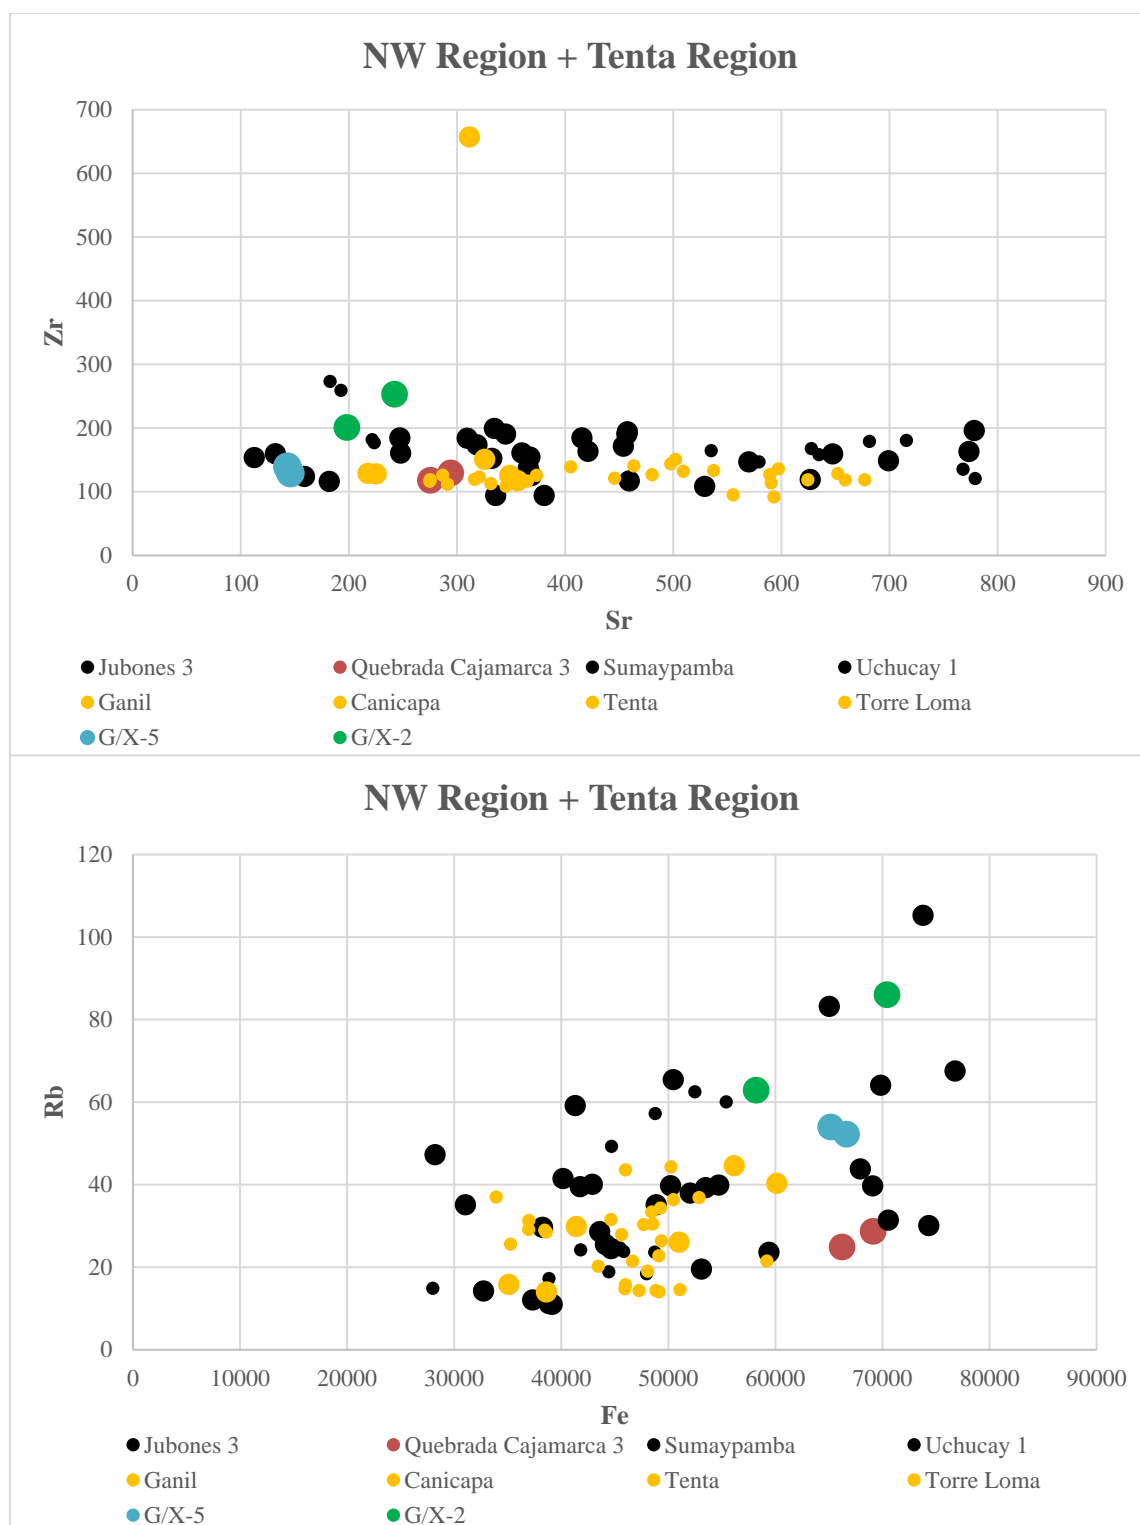 NW Region + Tenta Region
700
600
500
400
300
200
100
0
Zr
0 100 200 300 400 500 600 700 800 900
Sr
Jubones 3 Quebrada Cajamarca 3 Sumaypamba Uchucay 1
Ganil Canicapa Tenta Torre Loma
G/X-5 G/X-2
NW Region + Tenta Region
120
100
80
60
40
20
0
Rb
0 10000 20000 30000 40000 50000 60000 70000 80000 90000
Fe
Jubones 3 Quebrada Cajamarca 3 Sumaypamba Uchucay 1
Ganil Canicapa Tenta Torre Loma
G/X-5 G/X-2